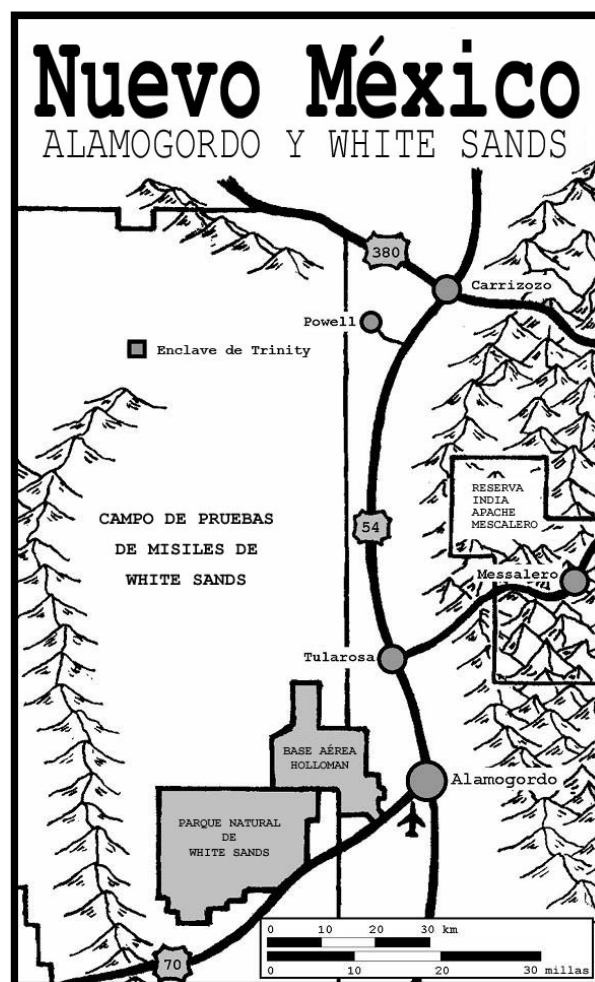 Nuevo México
ALAMOGORDO Y WHITE SANDS
380
Carrizozo
Powell
Enclave de Trinity
RESERVA
INDIA
APACHE
MESCALERO
CAMPO DE PRUEBAS
DE MISILES DE
WHITE SANDS
54
Messalero
Tularosa
BASE AÉREA
HOLLOMAN
Alamogordo
PARQUE NATURAL
DE
WHITE SANDS
70
0 10 20 30 km
0 10 20 30 millas